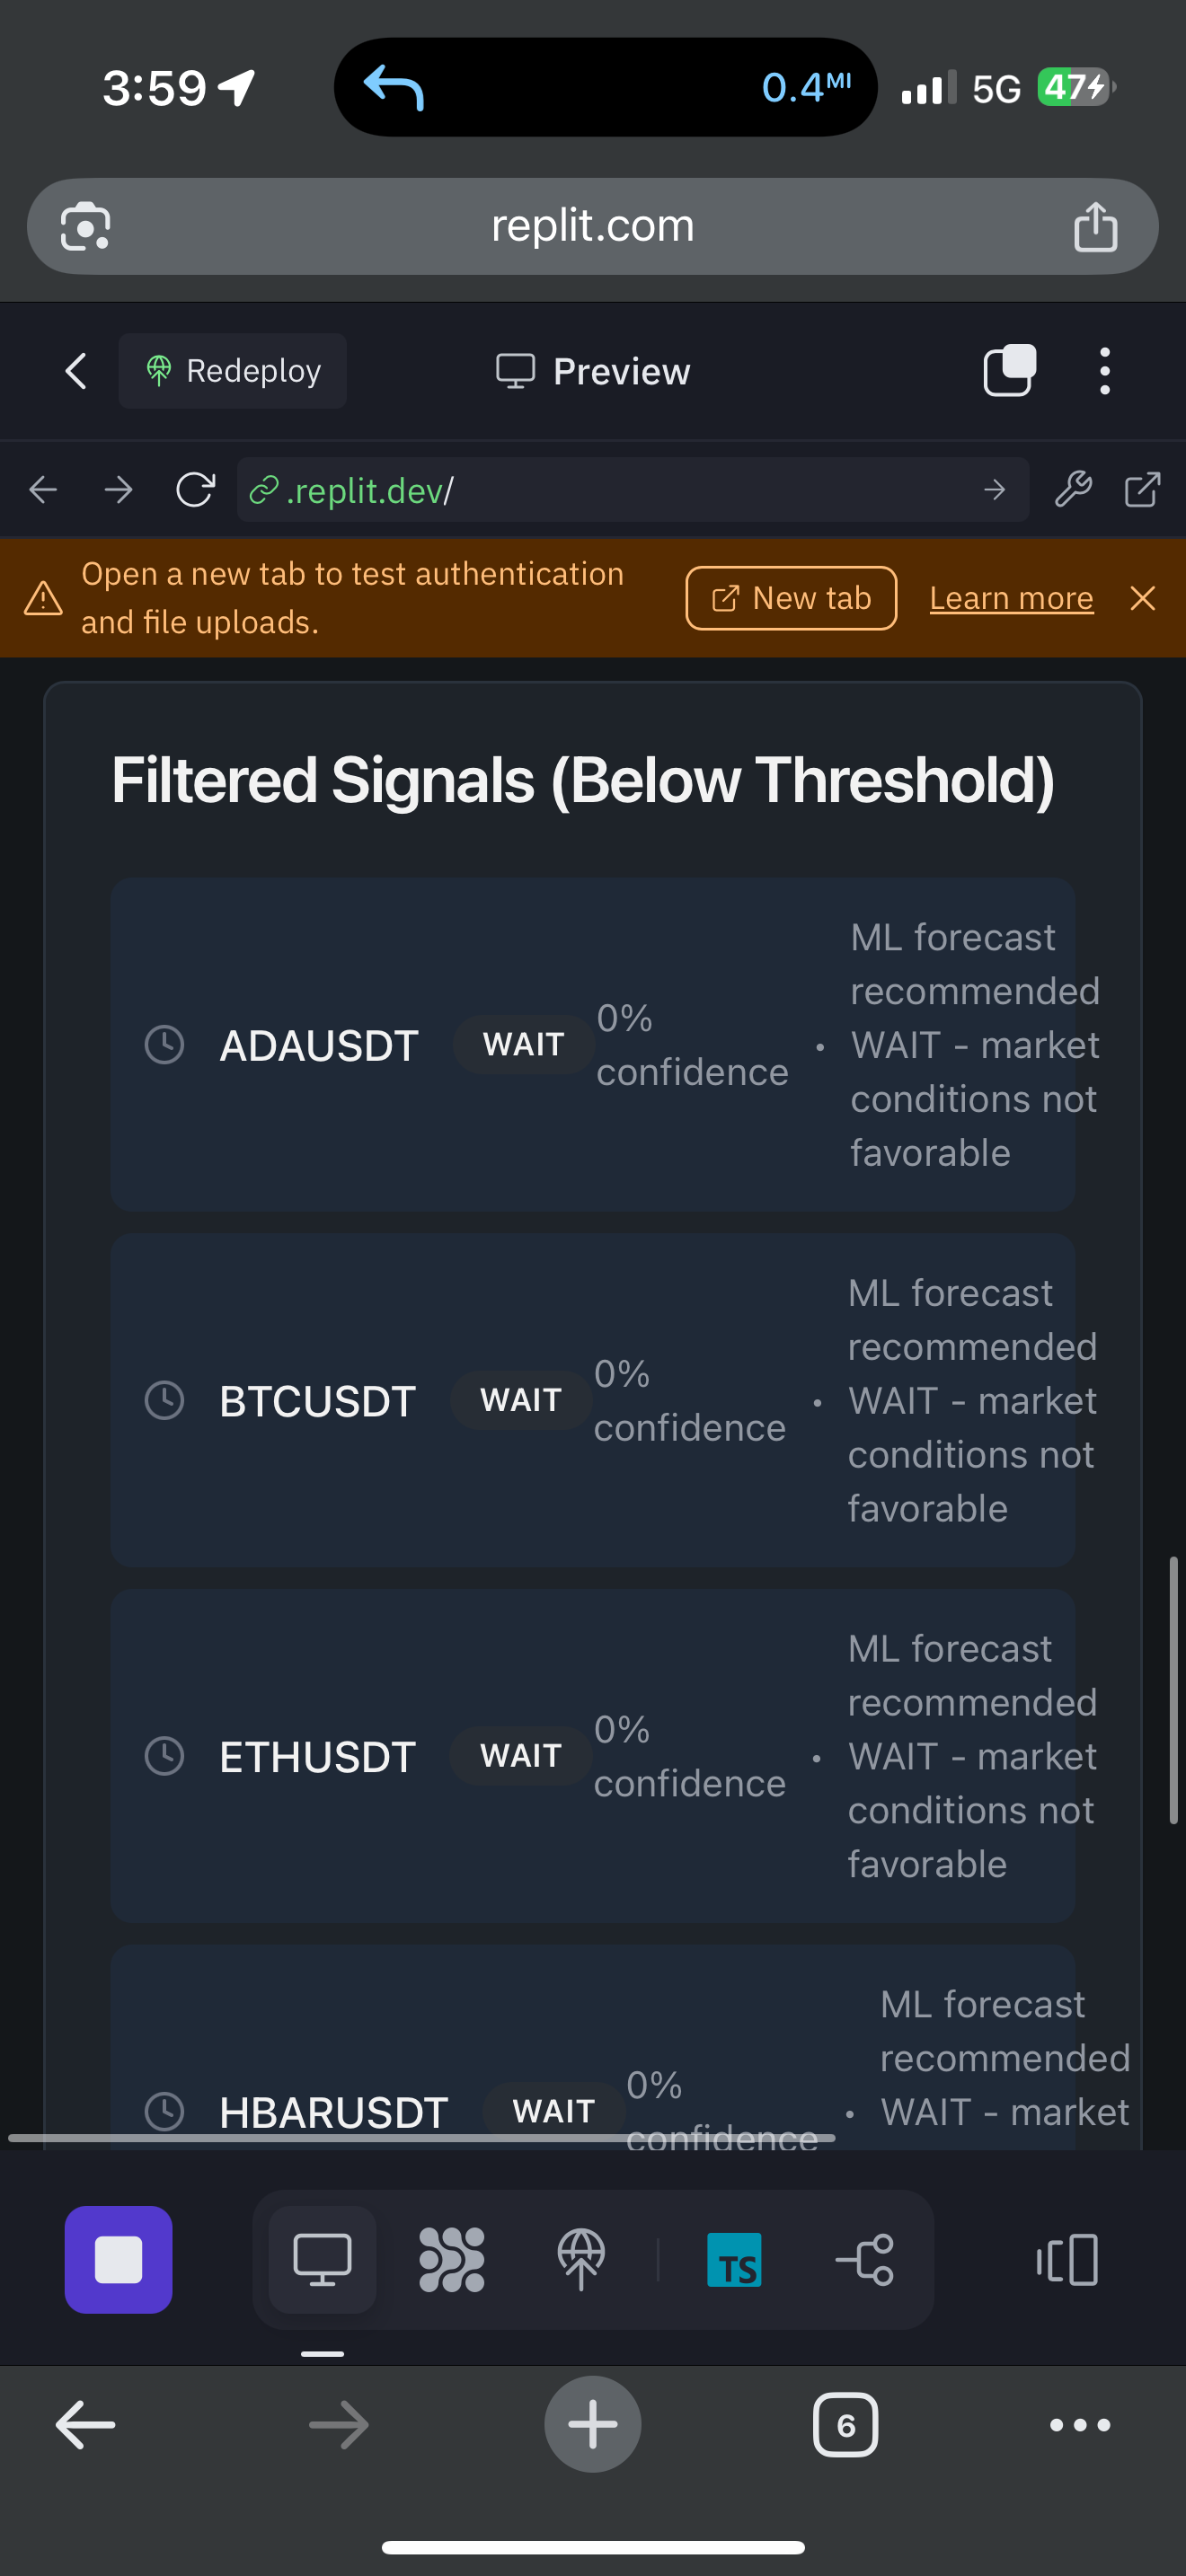 3:59
0.4 MI
5G
47
replit.com
Redeploy
Preview
.replit.dev/
Open a new tab to test authentication
and file uploads.
New tab
Learn more
Filtered Signals (Below Threshold)
ADAUSDT
WAIT
0%
confidence
•
ML forecast
recommended
WAIT - market
conditions not
favorable
BTCUSDT
WAIT
0%
confidence
•
ML forecast
recommended
WAIT - market
conditions not
favorable
ETHUSDT
WAIT
0%
confidence
•
ML forecast
recommended
WAIT - market
conditions not
favorable
HBARUSDT
WAIT
0%
confidence
•
ML forecast
recommended
WAIT - market
TS
6